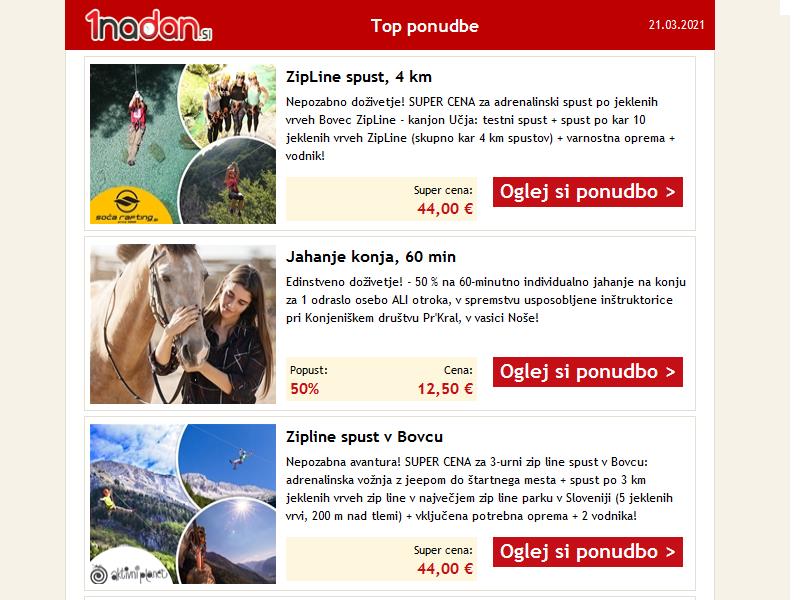 1nadan.si
Top ponudbe
21.03.2021
ZipLine spust, 4 km
Nepozabno doživetje! SUPER CENA za adrenalinski spust po jeklenih
vrveh Bovec ZipLine - kanjon Učja: testni spust + spust po kar 10
jeklenih vrveh ZipLine (skupno kar 4 km spustov) + varnostna oprema +
vodnik!
soča rafting
Super cena:
44,00 €
Oglej si ponudbo >
Jahanje konja, 60 min
Edinstveno doživetje! - 50 % na 60-minutno individualno jahanje na konju
za 1 odraslo osebo ALI otroka, v spremstvu usposobljene inštruktorice
pri Konjeniškem društvu Pr'Kral, v vasici Noše!
Popust:
50%
Cena:
12,50 €
Oglej si ponudbo >
Zipline spust v Bovcu
Nepozabna avantura! SUPER CENA za 3-urni zip line spust v Bovcu:
adrenalinska vožnja z jeepom do štartnega mesta + spust po 3 km
jeklenih vrveh zip line v največjem zip line parku v Sloveniji (5 jeklenih
vrvi, 200 m nad tlemi) + vključena potrebna oprema + 2 vodnika!
aktivni planet
Super cena:
44,00 €
Oglej si ponudbo >